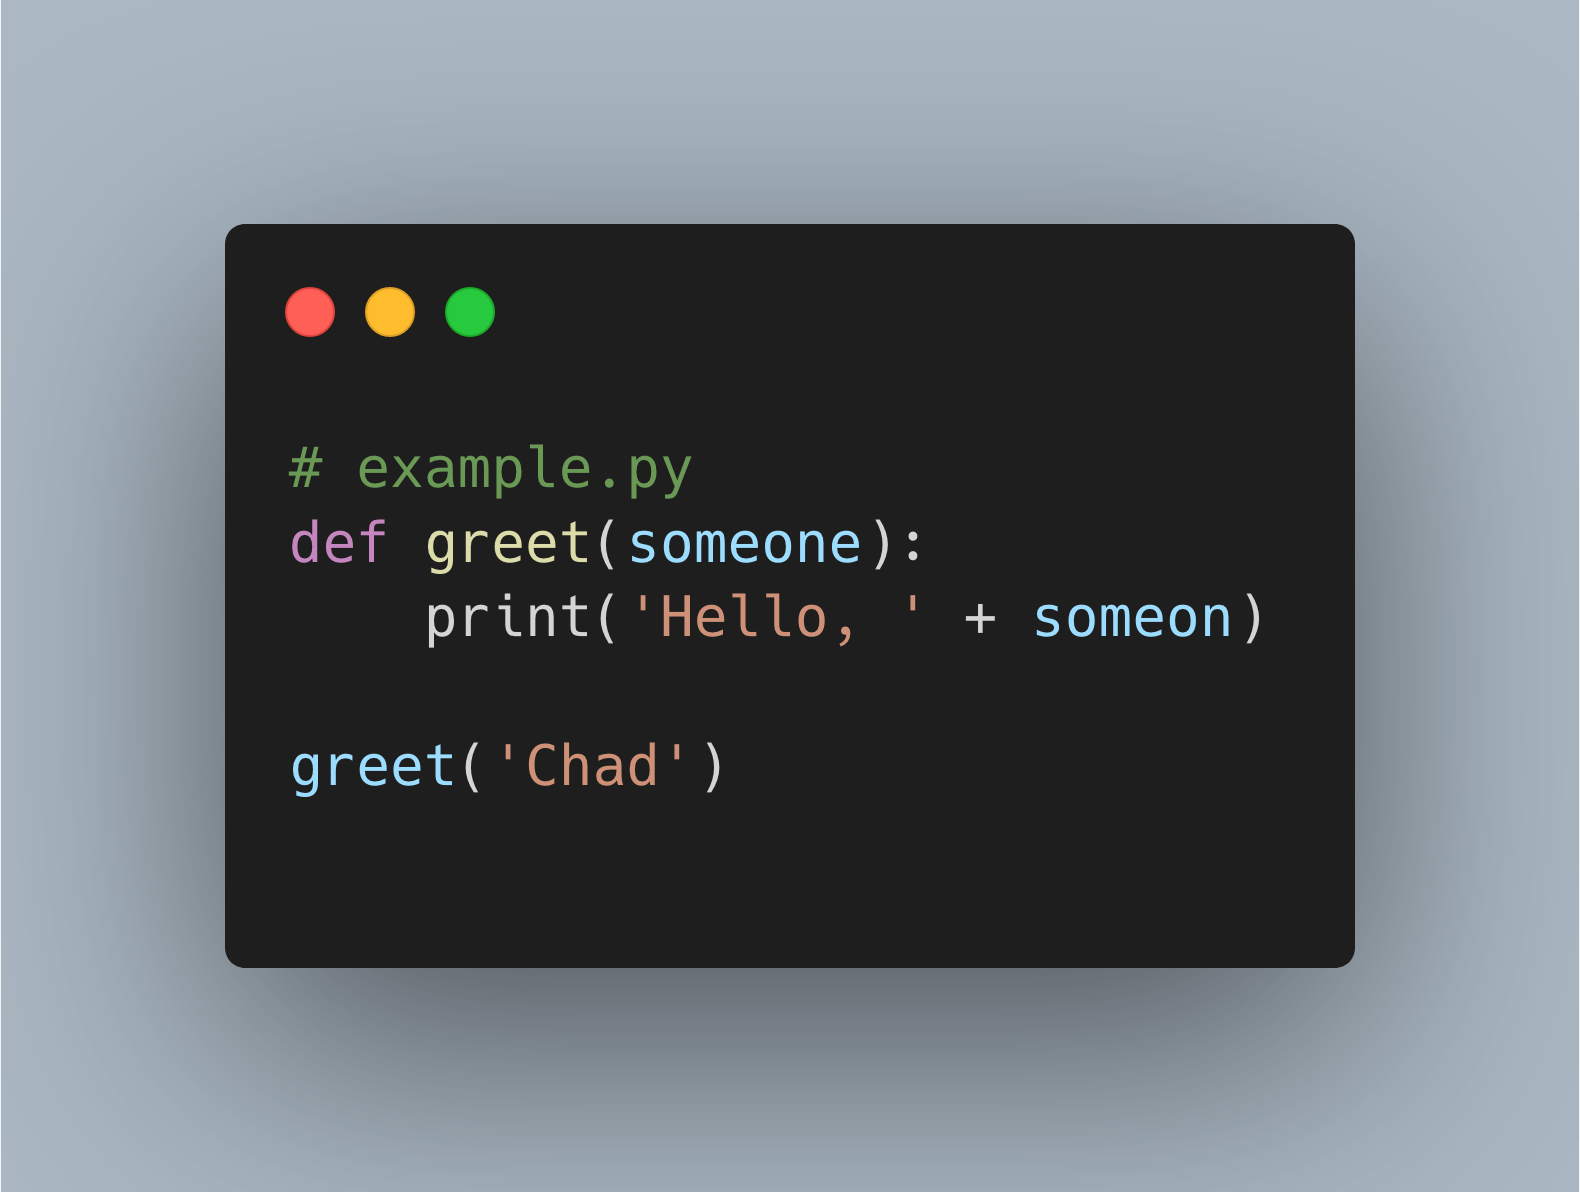 # example.py
def greet(someone):
    print('Hello, ' + someon)

greet('Chad')